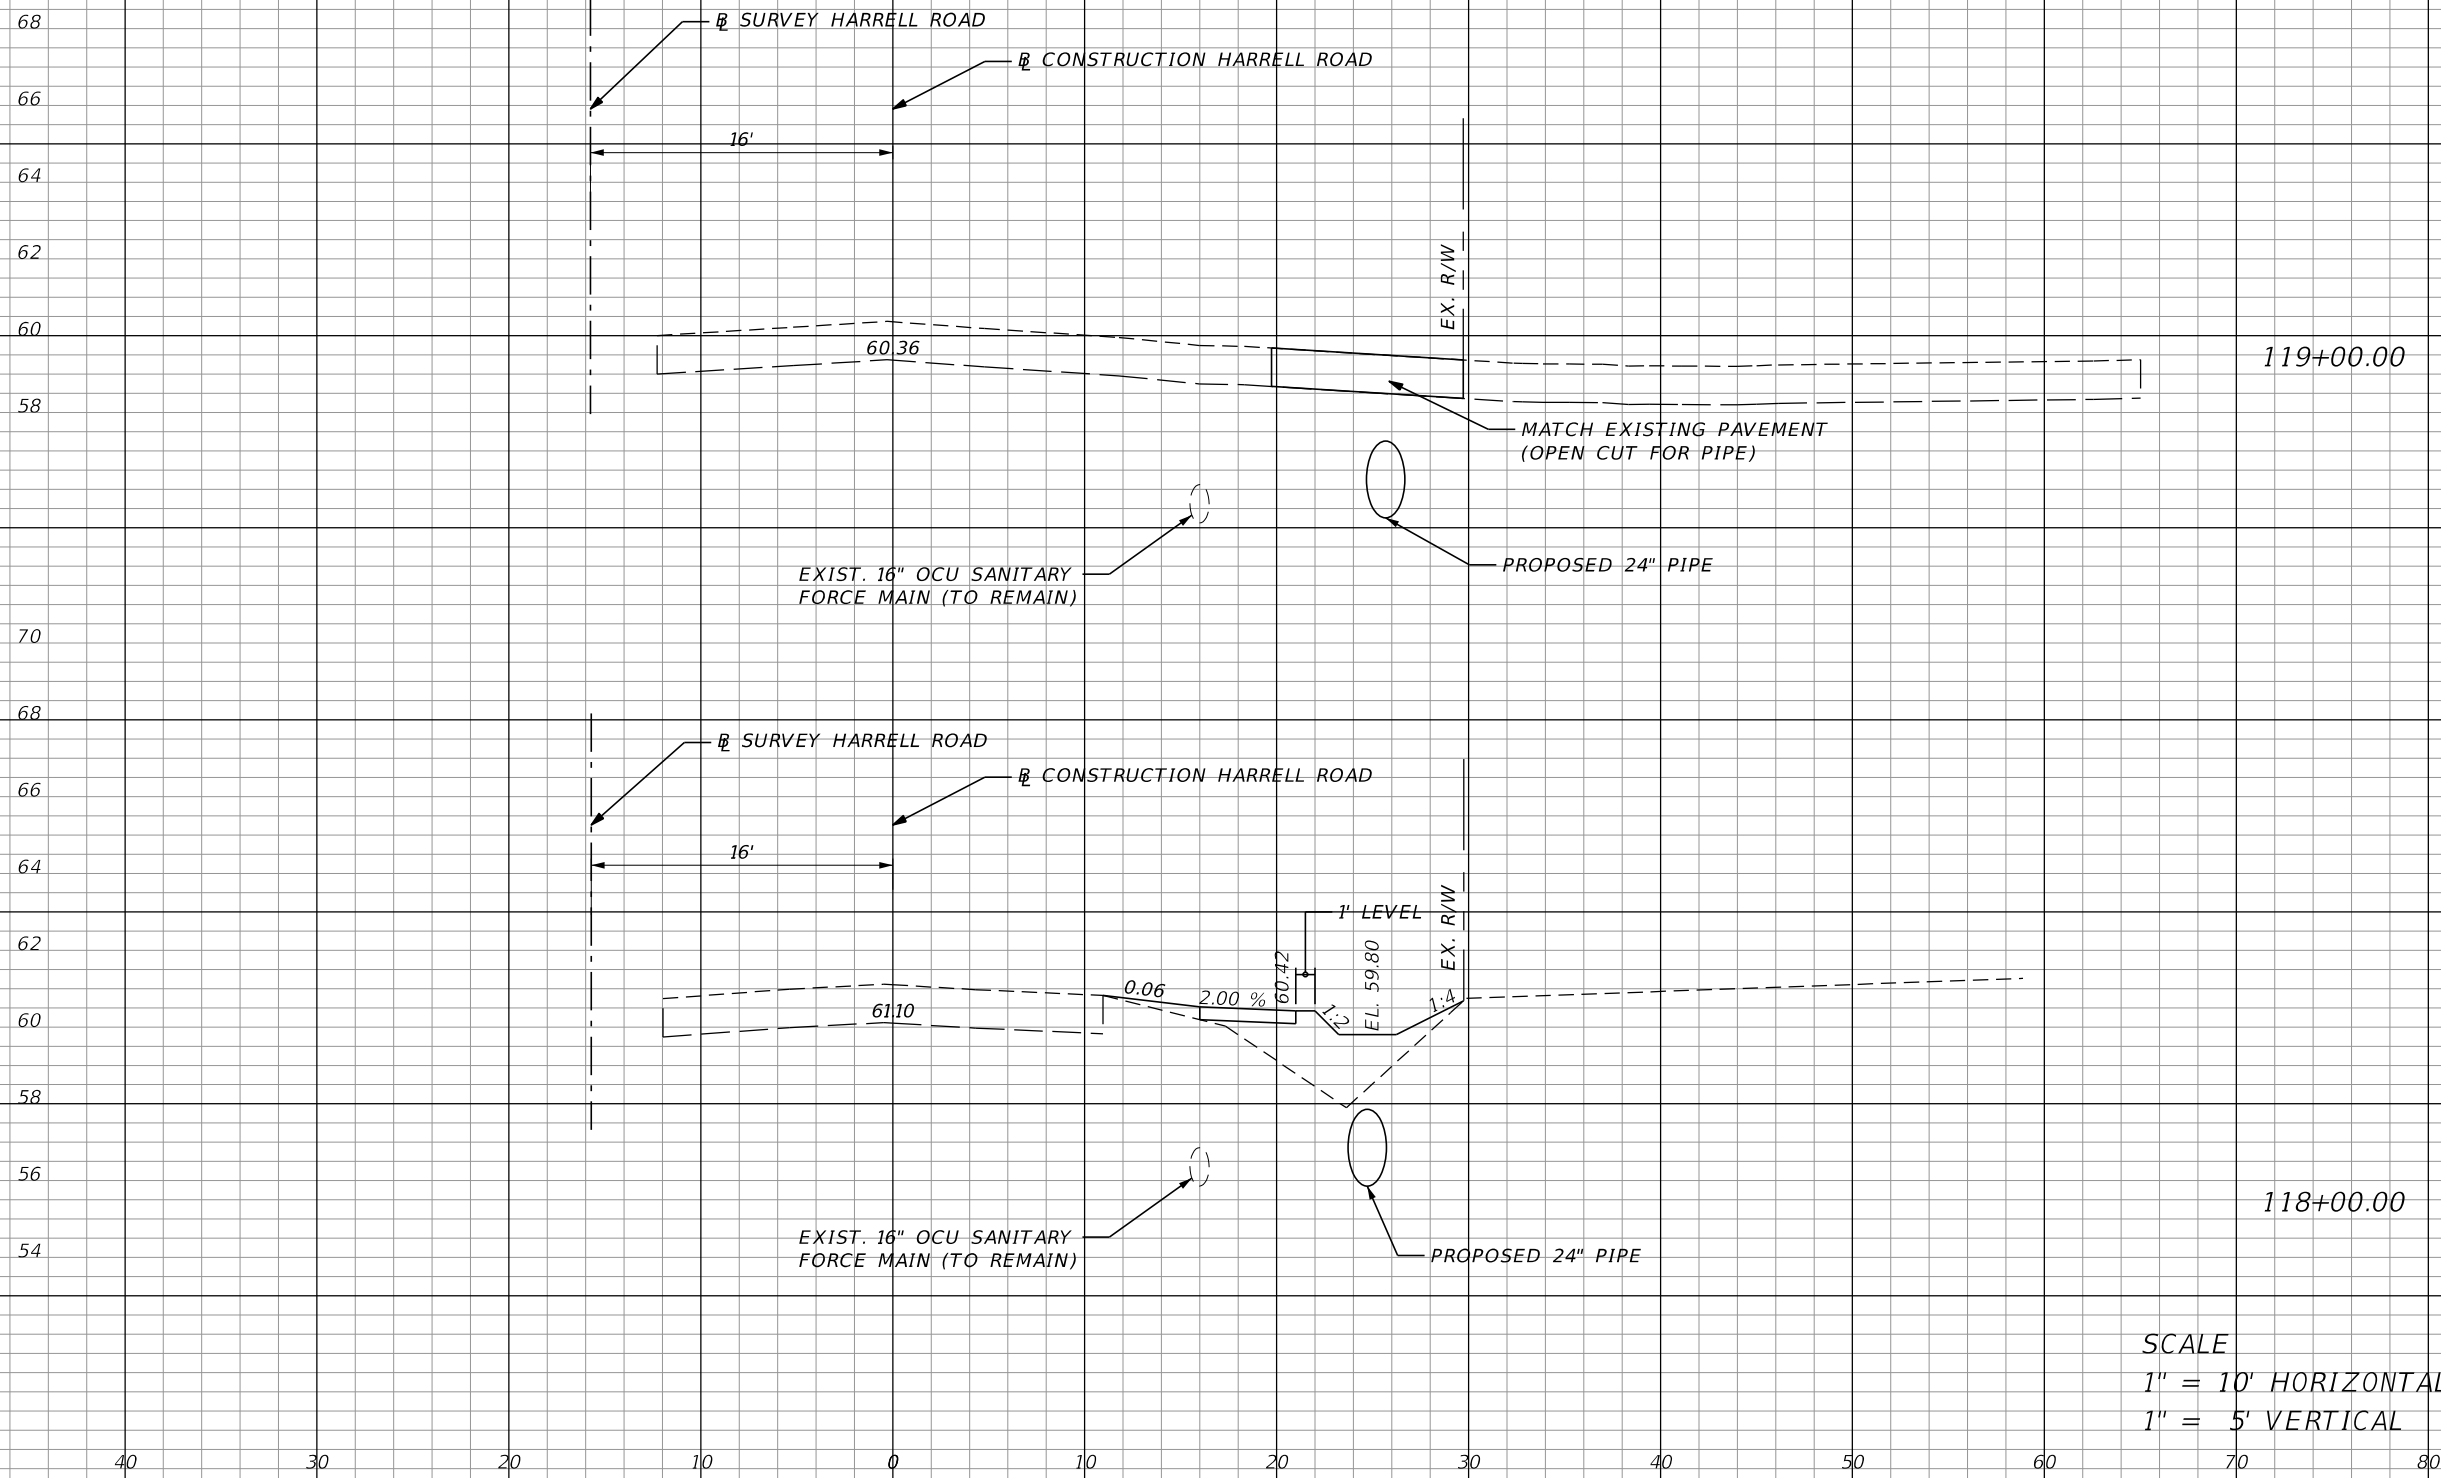 68
℄ SURVEY HARRELL ROAD
℄ CONSTRUCTION HARRELL ROAD
66
16'
64
62
EX. R/W
60
60.36
119+00.00
58
MATCH EXISTING PAVEMENT
(OPEN CUT FOR PIPE)
PROPOSED 24" PIPE
EXIST. 16" OCU SANITARY
FORCE MAIN (TO REMAIN)
70
68
℄ SURVEY HARRELL ROAD
℄ CONSTRUCTION HARRELL ROAD
66
16'
64
1' LEVEL
62
EX. R/W
60.42
EL. 59.80
0.06
2.00 %
1:2
1:4
61.10
60
58
56
118+00.00
EXIST. 16" OCU SANITARY
FORCE MAIN (TO REMAIN)
54
PROPOSED 24" PIPE
SCALE
1" = 10' HORIZONTAL
1" = 5' VERTICAL
40 30 20 10 0 10 20 30 40 50 60 70 80